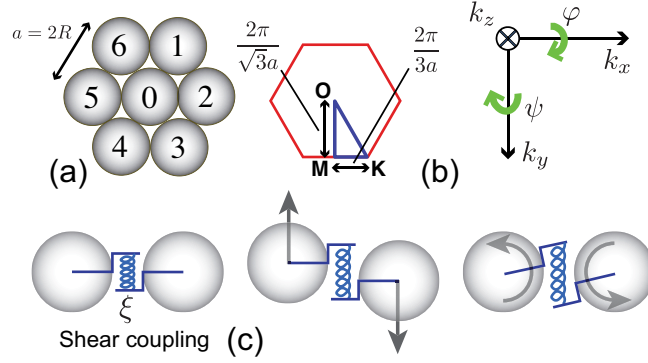 a = 2R
6 1
5 0 2
4 3
(a)
2π
√3a
2π
3a
O
M K
(b)
k_z φ
k_x
ψ
k_y
ξ
Shear coupling (c)